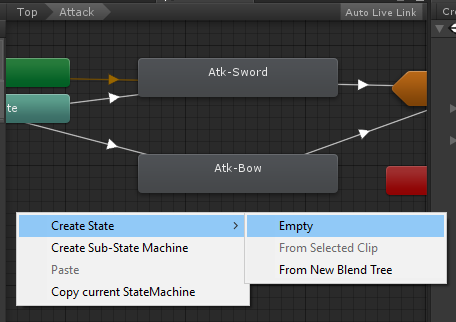 Top Attack Auto Live Link Cre
Atk-Sword
te
Atk-Bow
Create State
Create Sub-State Machine
Paste
Copy current StateMachine
Empty
From Selected Clip
From New Blend Tree